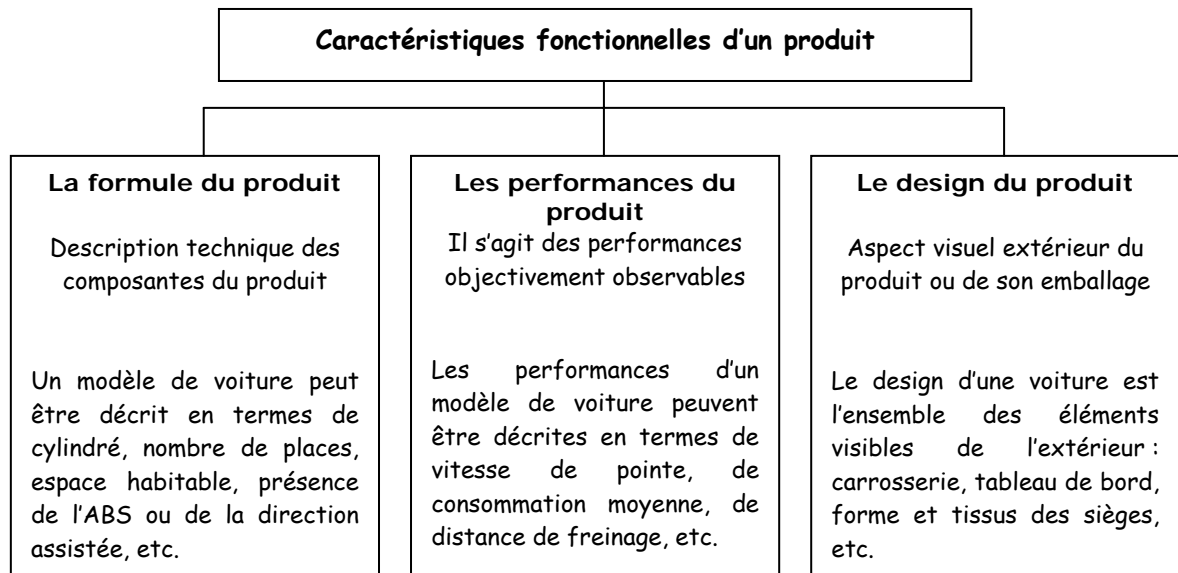 Caractéristiques fonctionnelles d’un produit
La formule du produit
Description technique des
composantes du produit
Un modèle de voiture peut
être décrit en termes de
cylindré, nombre de places,
espace habitable, présence
de l’ABS ou de la direction
assistée, etc.
Les performances du
produit
Il s’agit des performances
objectivement observables
Les performances d’un
modèle de voiture peuvent
être décrites en termes de
vitesse de pointe, de
consommation moyenne, de
distance de freinage, etc.
Le design du produit
Aspect visuel extérieur du
produit ou de son emballage
Le design d’une voiture est
l’ensemble des éléments
visibles de l’extérieur :
carrosserie, tableau de bord,
forme et tissus des sièges,
etc.